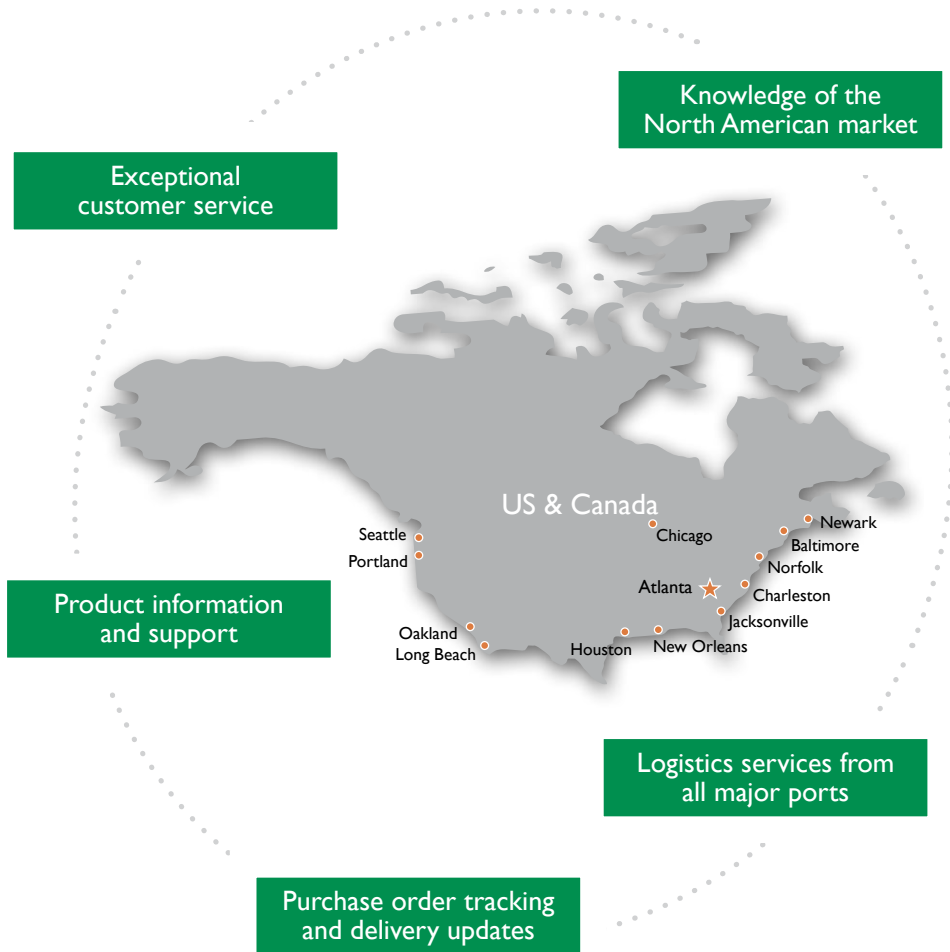 Knowledge of the
North American market
Exceptional
customer service
US & Canada
Seattle
Portland
Chicago
Newark
Baltimore
Norfolk
Atlanta
Charleston
Jacksonville
Oakland
Long Beach
Houston
New Orleans
Product information
and support
Logistics services from
all major ports
Purchase order tracking
and delivery updates